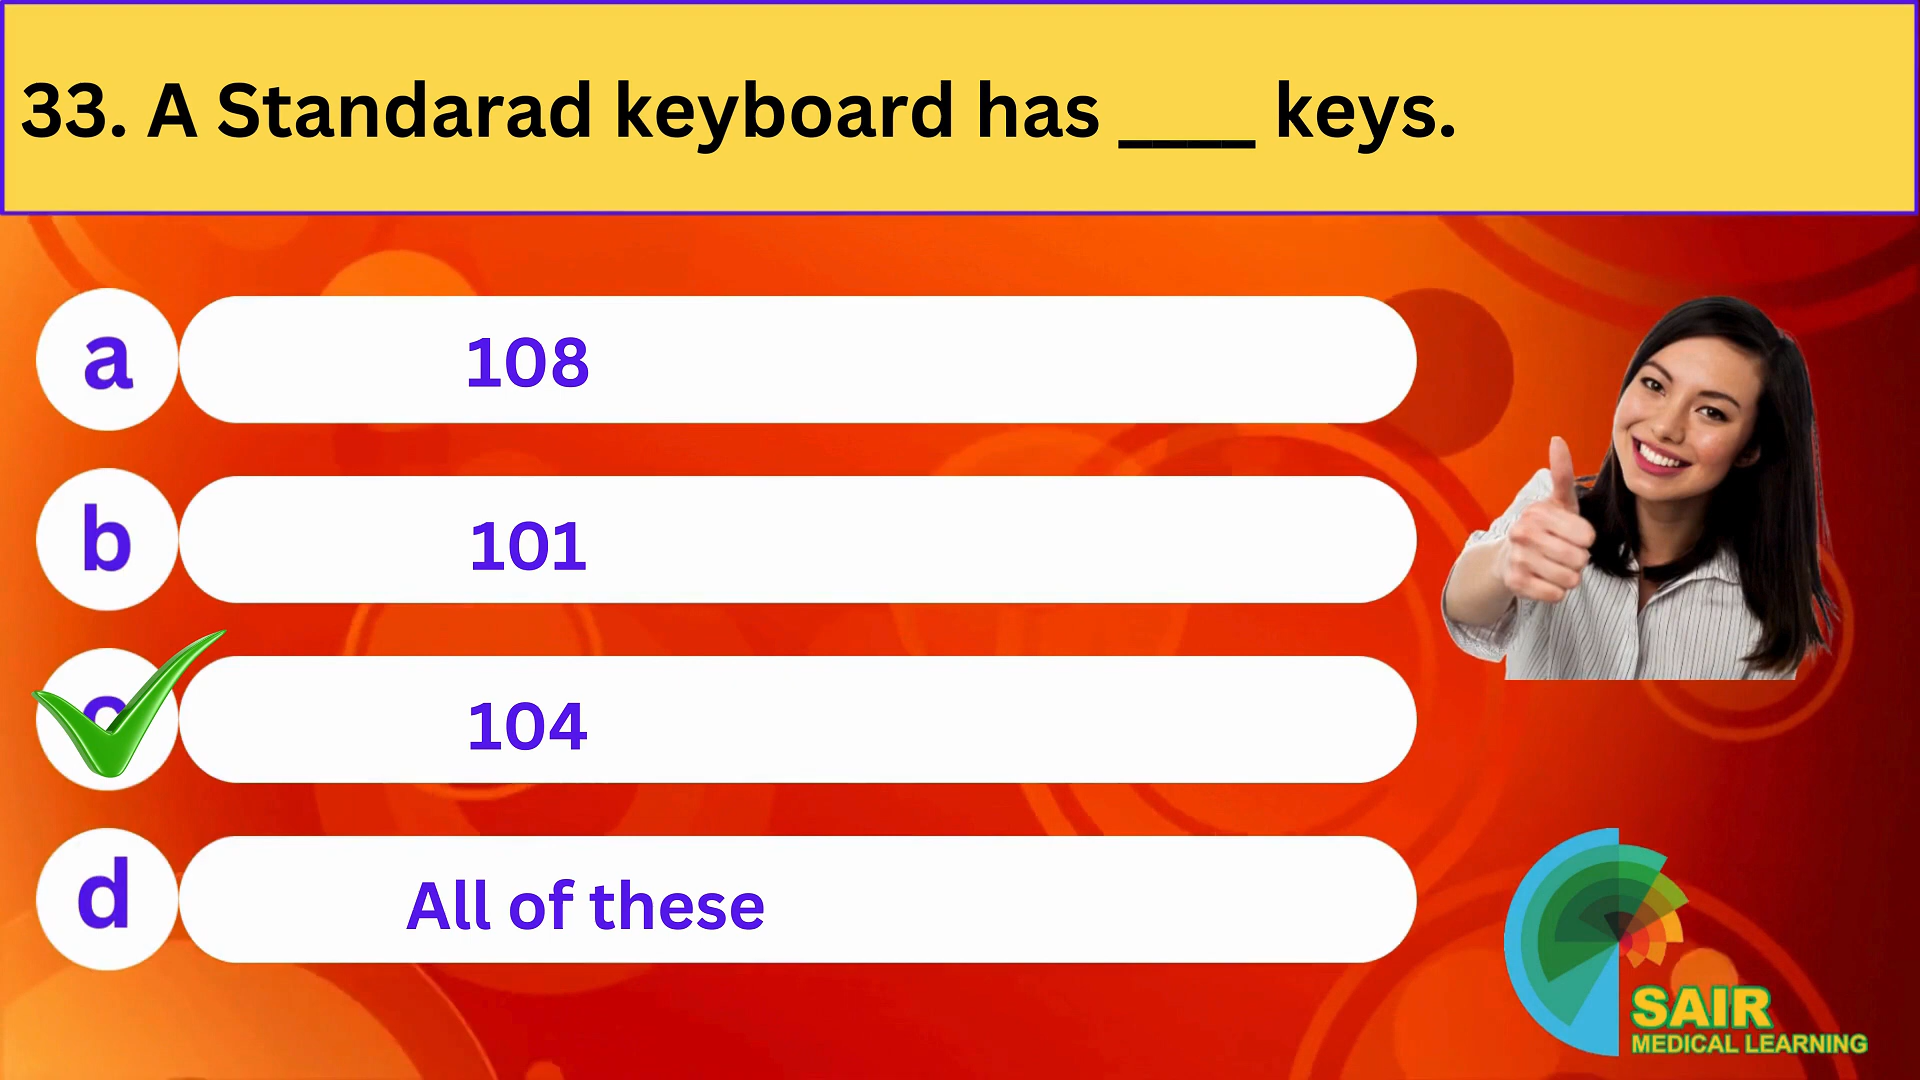 33. A Standarad keyboard has ____ keys.
a
108
b
101
c
104
d
All of these
SAIR
MEDICAL LEARNING